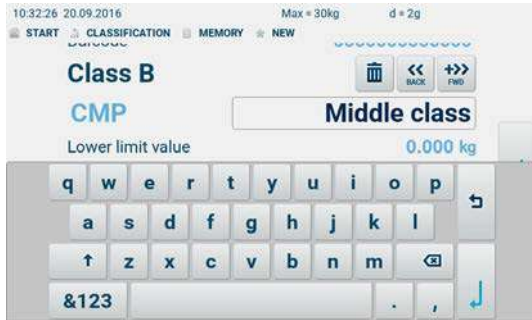 10:32:26 20.09.2016 Max = 30kg d = 2g
START CLASSIFICATION MEMORY NEW
Class B << BACK +>> FWD
CMP Middle class
Lower limit value 0.000 kg
q w e r t y u i o p
a s d f g h j k l
z x c v b n m
&123 . ,